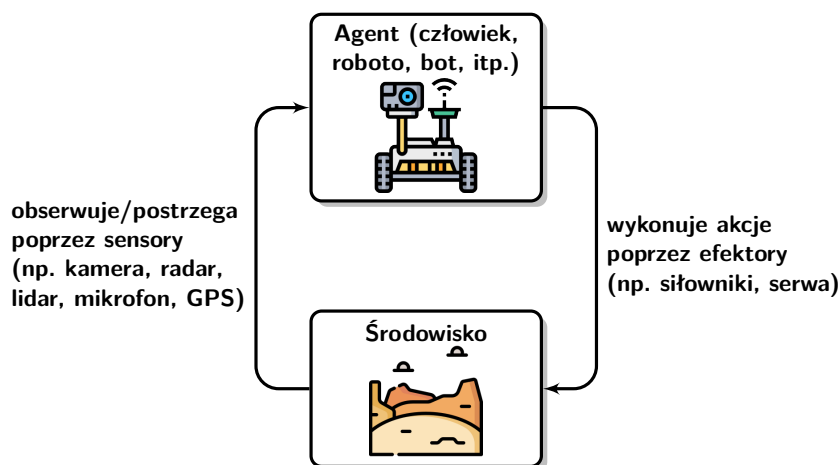 Agent (człowiek,
roboto, bot, itp.)
obserwuje/postrzega
poprzez sensory
(np. kamera, radar,
lidar, mikrofon, GPS)
wykonuje akcje
poprzez efektory
(np. siłowniki, serwa)
Środowisko